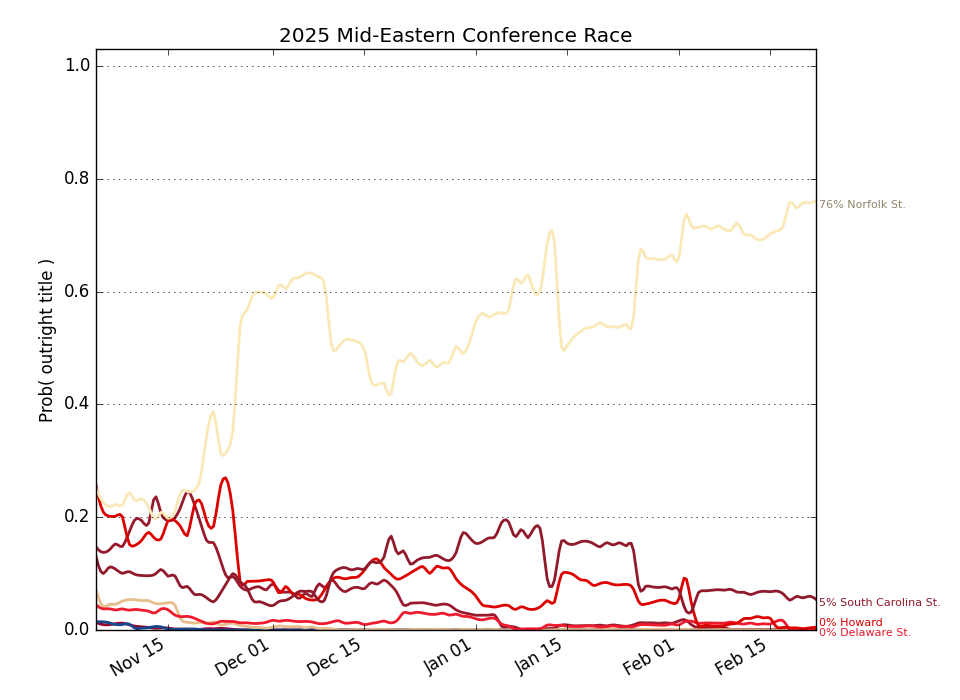 2025 Mid-Eastern Conference Race
1.0
0.8
0.6
0.4
0.2
0.0
Prob( outright title )
Nov 15
Dec 01
Dec 15
Jan 01
Jan 15
Feb 01
Feb 15
76% Norfolk St.
5% South Carolina St.
0% Howard
0% Delaware St.